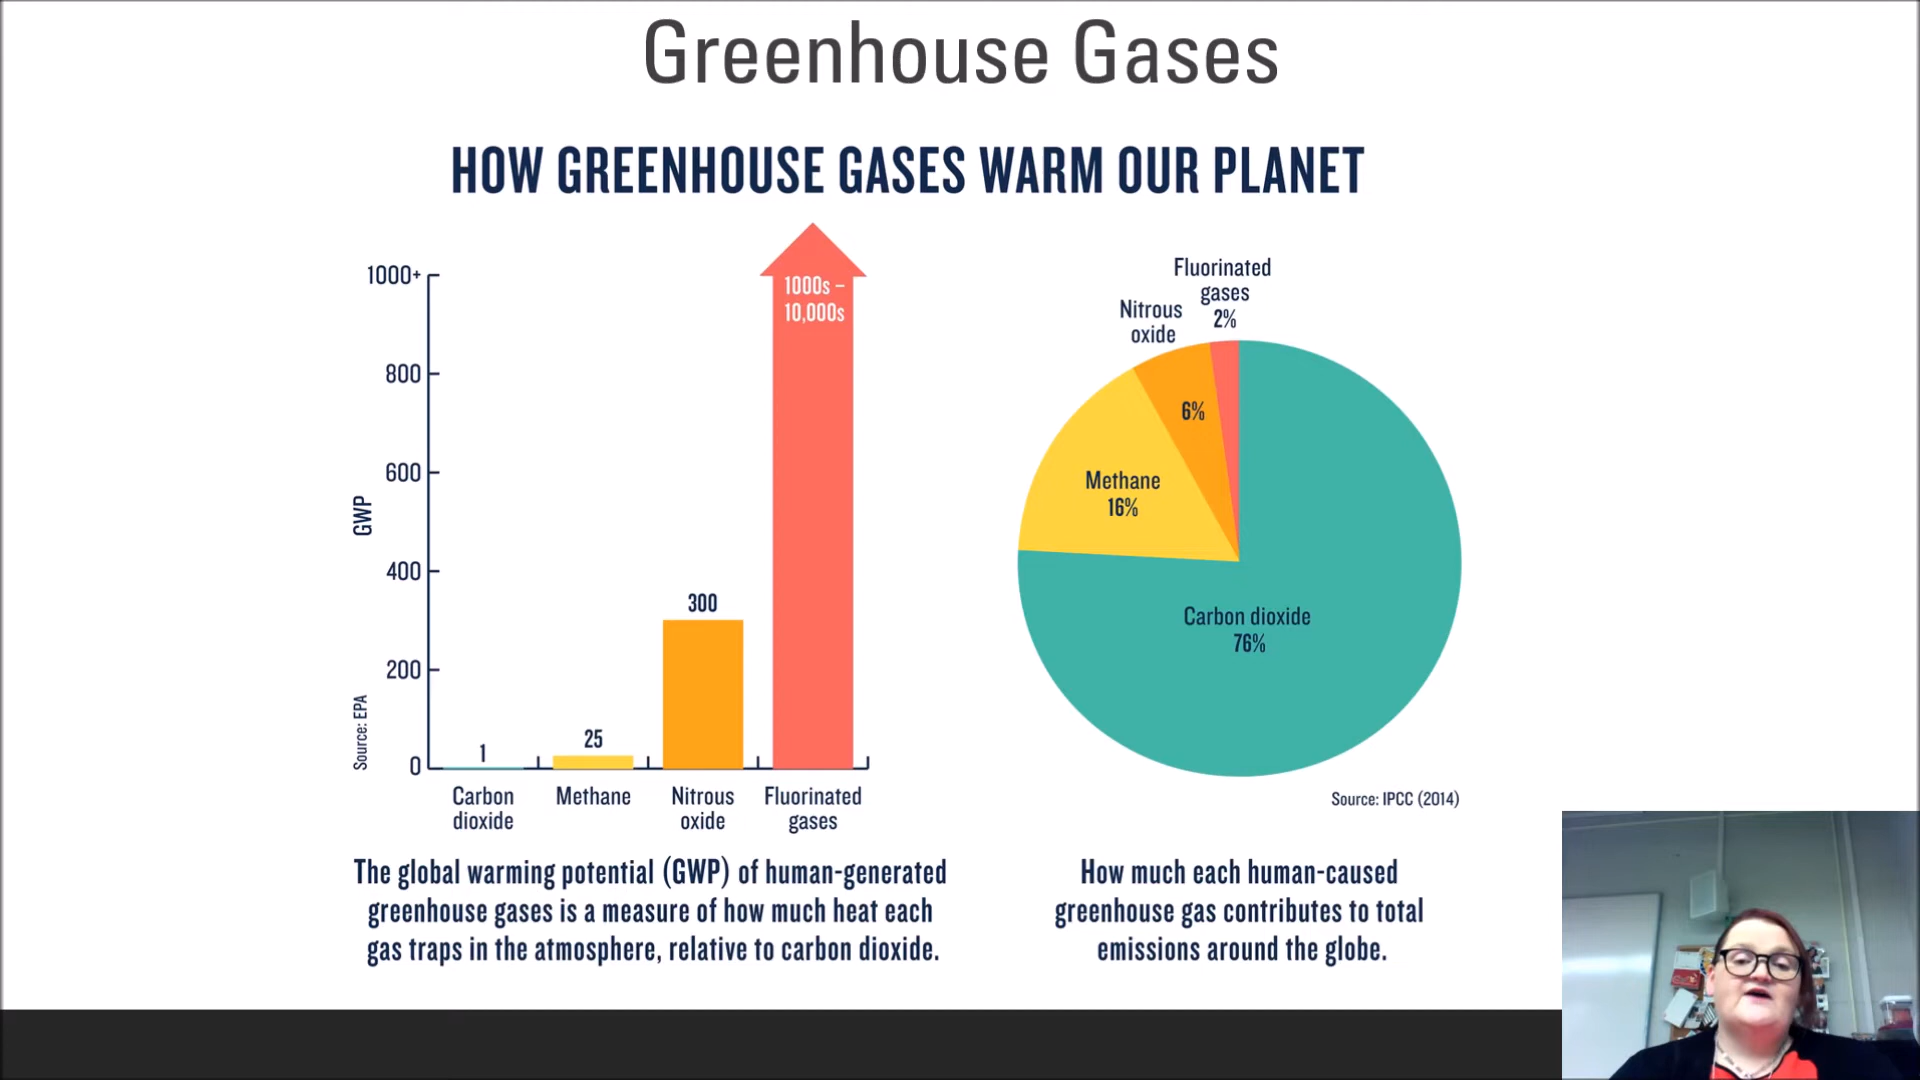 Greenhouse Gases
HOW GREENHOUSE GASES WARM OUR PLANET
1000+
800
600
400
200
0
GWP
Source: EPA
1
25
300
1000s –
10,000s
Carbon
dioxide
Methane
Nitrous
oxide
Fluorinated
gases
The global warming potential (GWP) of human-generated
greenhouse gases is a measure of how much heat each
gas traps in the atmosphere, relative to carbon dioxide.
Fluorinated
gases
2%
Nitrous
oxide
6%
Methane
16%
Carbon dioxide
76%
Source: IPCC (2014)
How much each human-caused
greenhouse gas contributes to total
emissions around the globe.